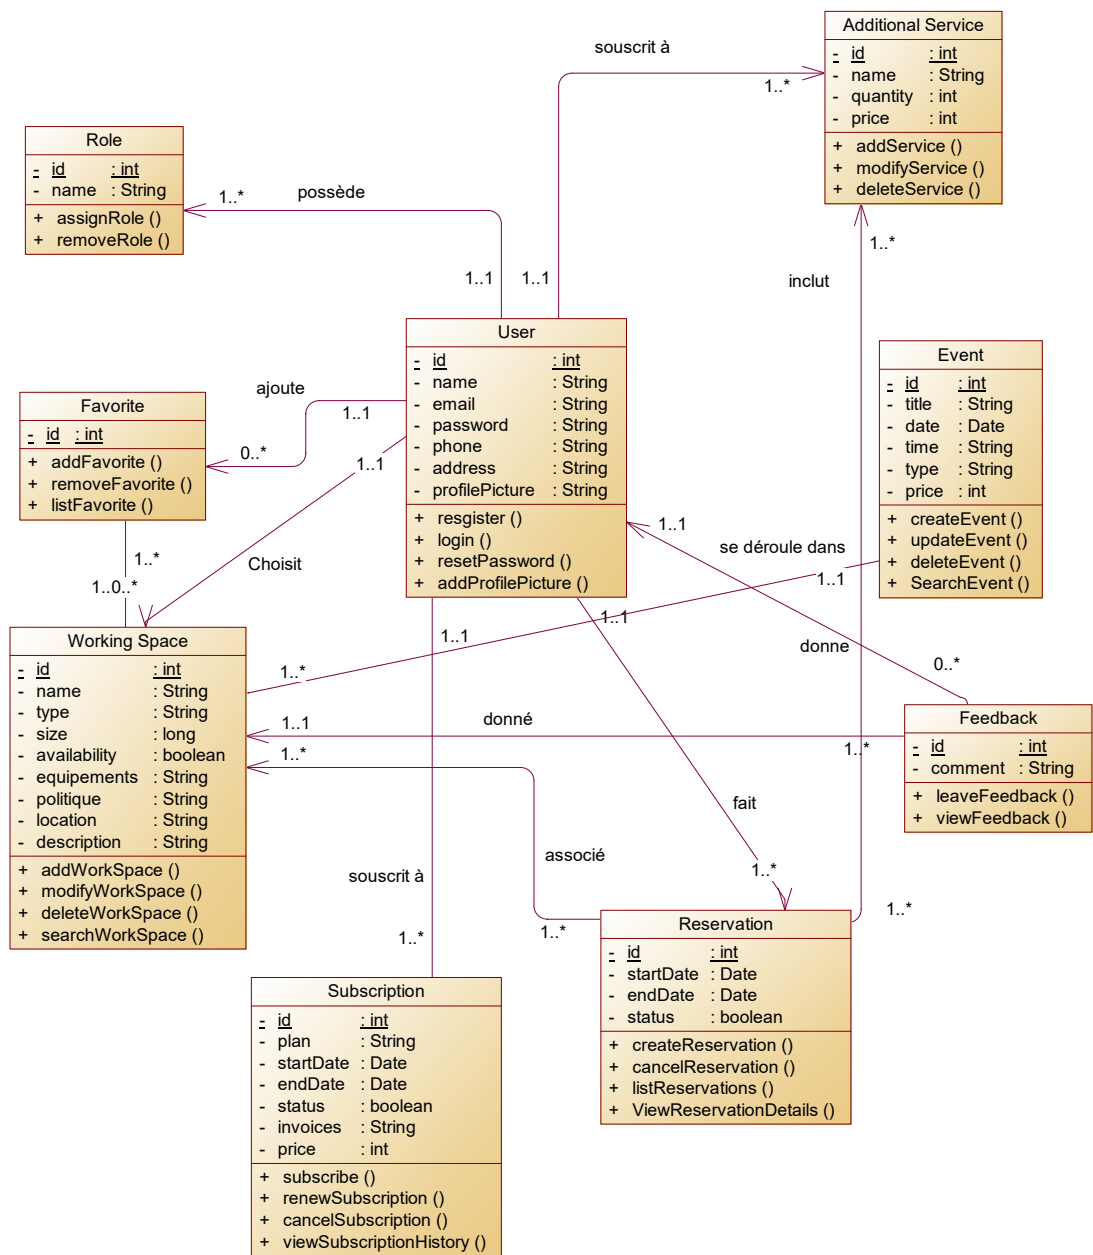 Additional Service
- id : int
- name : String
- quantity : int
- price : int
+ addService ()
+ modifyService ()
+ deleteService ()
souscrit à
1..*
1..1
Role
- id : int
- name : String
+ assignRole ()
+ removeRole ()
possède
1..*
1..1
inclut
1..*
1..*
User
- id : int
- name : String
- email : String
- password : String
- phone : String
- address : String
- profilePicture : String
+ resgister ()
+ login ()
+ resetPassword ()
+ addProfilePicture ()
Event
- id : int
- title : String
- date : Date
- time : String
- type : String
- price : int
+ createEvent ()
+ updateEvent ()
+ deleteEvent ()
+ SearchEvent ()
ajoute
1..1
0..*
Favorite
- id : int
+ addFavorite ()
+ removeFavorite ()
+ listFavorite ()
1..1
Choisit
1..*
1..0..*
se déroule dans
1..1
1..*
1..1
donne
0..*
Working Space
- id : int
- name : String
- type : String
- size : long
- availability : boolean
- equipements : String
- politique : String
- location : String
- description : String
+ addWorkSpace ()
+ modifyWorkSpace ()
+ deleteWorkSpace ()
+ searchWorkSpace ()
1..1
1..1
Feedback
- id : int
- comment : String
+ leaveFeedback ()
+ viewFeedback ()
donné
1..1
1..*
1..*
associé
1..*
fait
1..*
souscrit à
1..*
Reservation
- id : int
- startDate : Date
- endDate : Date
- status : boolean
+ createReservation ()
+ cancelReservation ()
+ listReservations ()
+ ViewReservationDetails ()
Subscription
- id : int
- plan : String
- startDate : Date
- endDate : Date
- status : boolean
- invoices : String
- price : int
+ subscribe ()
+ renewSubscription ()
+ cancelSubscription ()
+ viewSubscriptionHistory ()